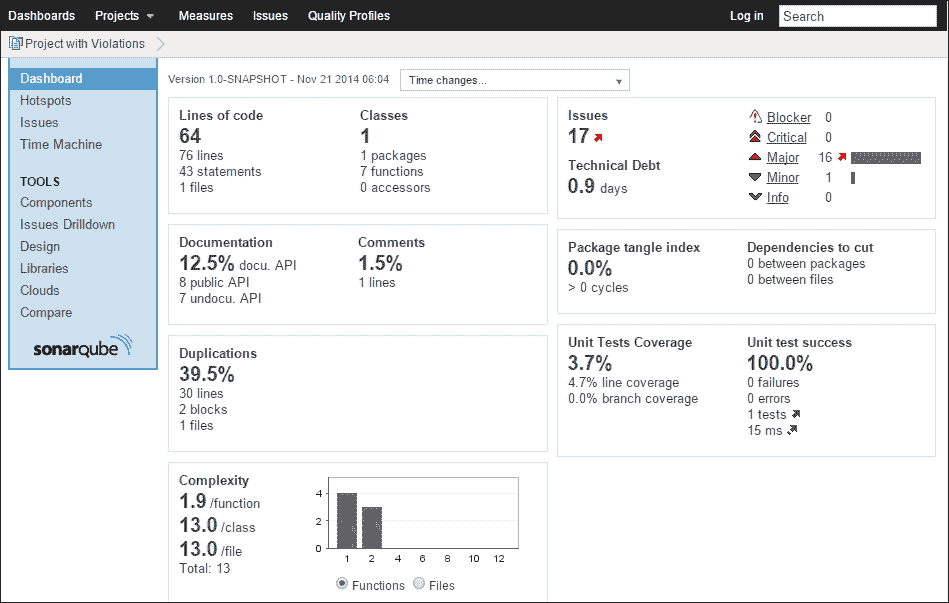 Dashboards Projects Measures Issues Quality Profiles Log in Search
Project with Violations
Dashboard
Hotspots
Issues
Time Machine
TOOLS
Components
Issues Drilldown
Design
Libraries
Clouds
Compare
sonarqube
Version 1.0-SNAPSHOT - Nov 21 2014 06:04 Time changes...
Lines of code
64
76 lines
43 statements
1 files
Classes
1
1 packages
7 functions
0 accessors
Documentation
12.5% docu. API
8 public API
7 undocu. API
Comments
1.5%
1 lines
Duplications
39.5%
30 lines
2 blocks
1 files
Complexity
1.9 /function
13.0 /class
13.0 /file
Total: 13
4
2
0
1 2 4 6 8 10 12
Functions Files
Issues
17
Technical Debt
0.9 days
Blocker 0
Critical 0
Major 16
Minor 1
Info 0
Package tangle index
0.0%
> 0 cycles
Dependencies to cut
0 between packages
0 between files
Unit Tests Coverage
3.7%
4.7% line coverage
0.0% branch coverage
Unit test success
100.0%
0 failures
0 errors
1 tests
15 ms